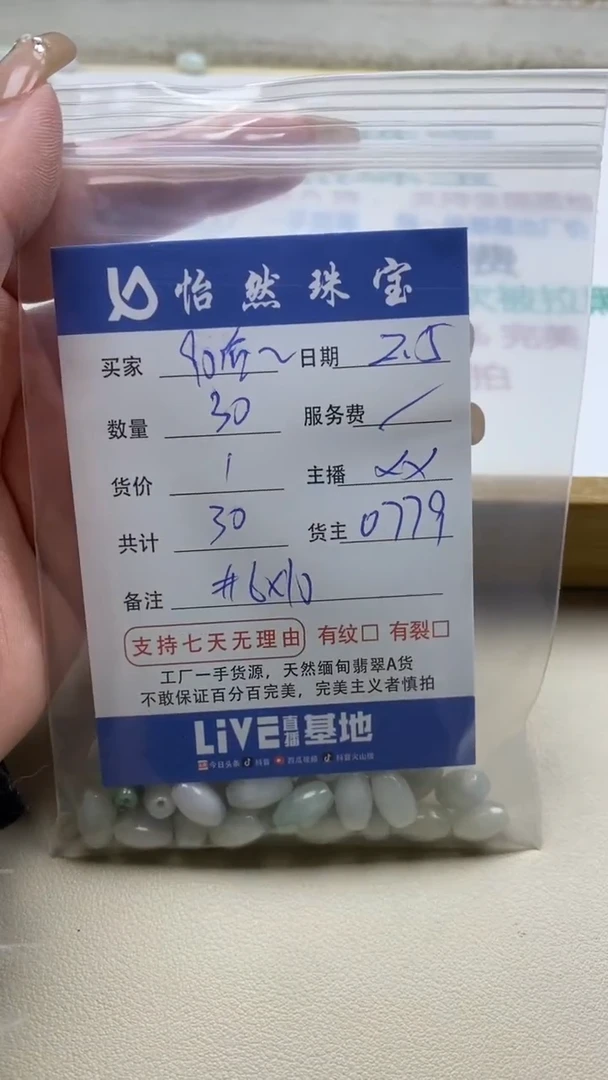 怡然珠宝
买家 90后~ 日期 2.5
数量 30 服务费 /
货价 1 主播 xx
共计 30 货主 0779
备注 #6x10
支持七天无理由 有纹□ 有裂□
工厂一手货源，天然缅甸翡翠A货
不敢保证百分百完美，完美主义者慎拍
LiVE直播基地
今日头条 抖音 西瓜视频 抖音火山版